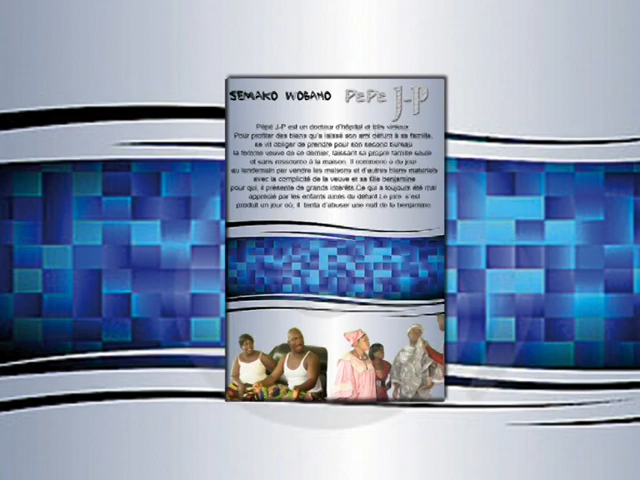 SEMAKO WOBAHO PEPE J-P
Pépé J-P est un docteur d'hôpital et très vicieux.
Pour profiter des biens qu'a laissé son ami défunt à sa famille,
se vit obliger de prendre pour son second bureau
la femme veuve de ce dernier, laissant sa propre famille seule
et sans ressource à la maison. Il commence à du jour
au lendemain par vendre les maisons et d'autres biens matériels
avec la complicité de la veuve et sa fille benjamine
pour qui, il présente de grands intérêts.Ce qui a toujours été mal
apprécié par les enfants ainés du défunt.Le pire s'est
produit un jour où, il tenta d'abuser une nuit de la benjamine.